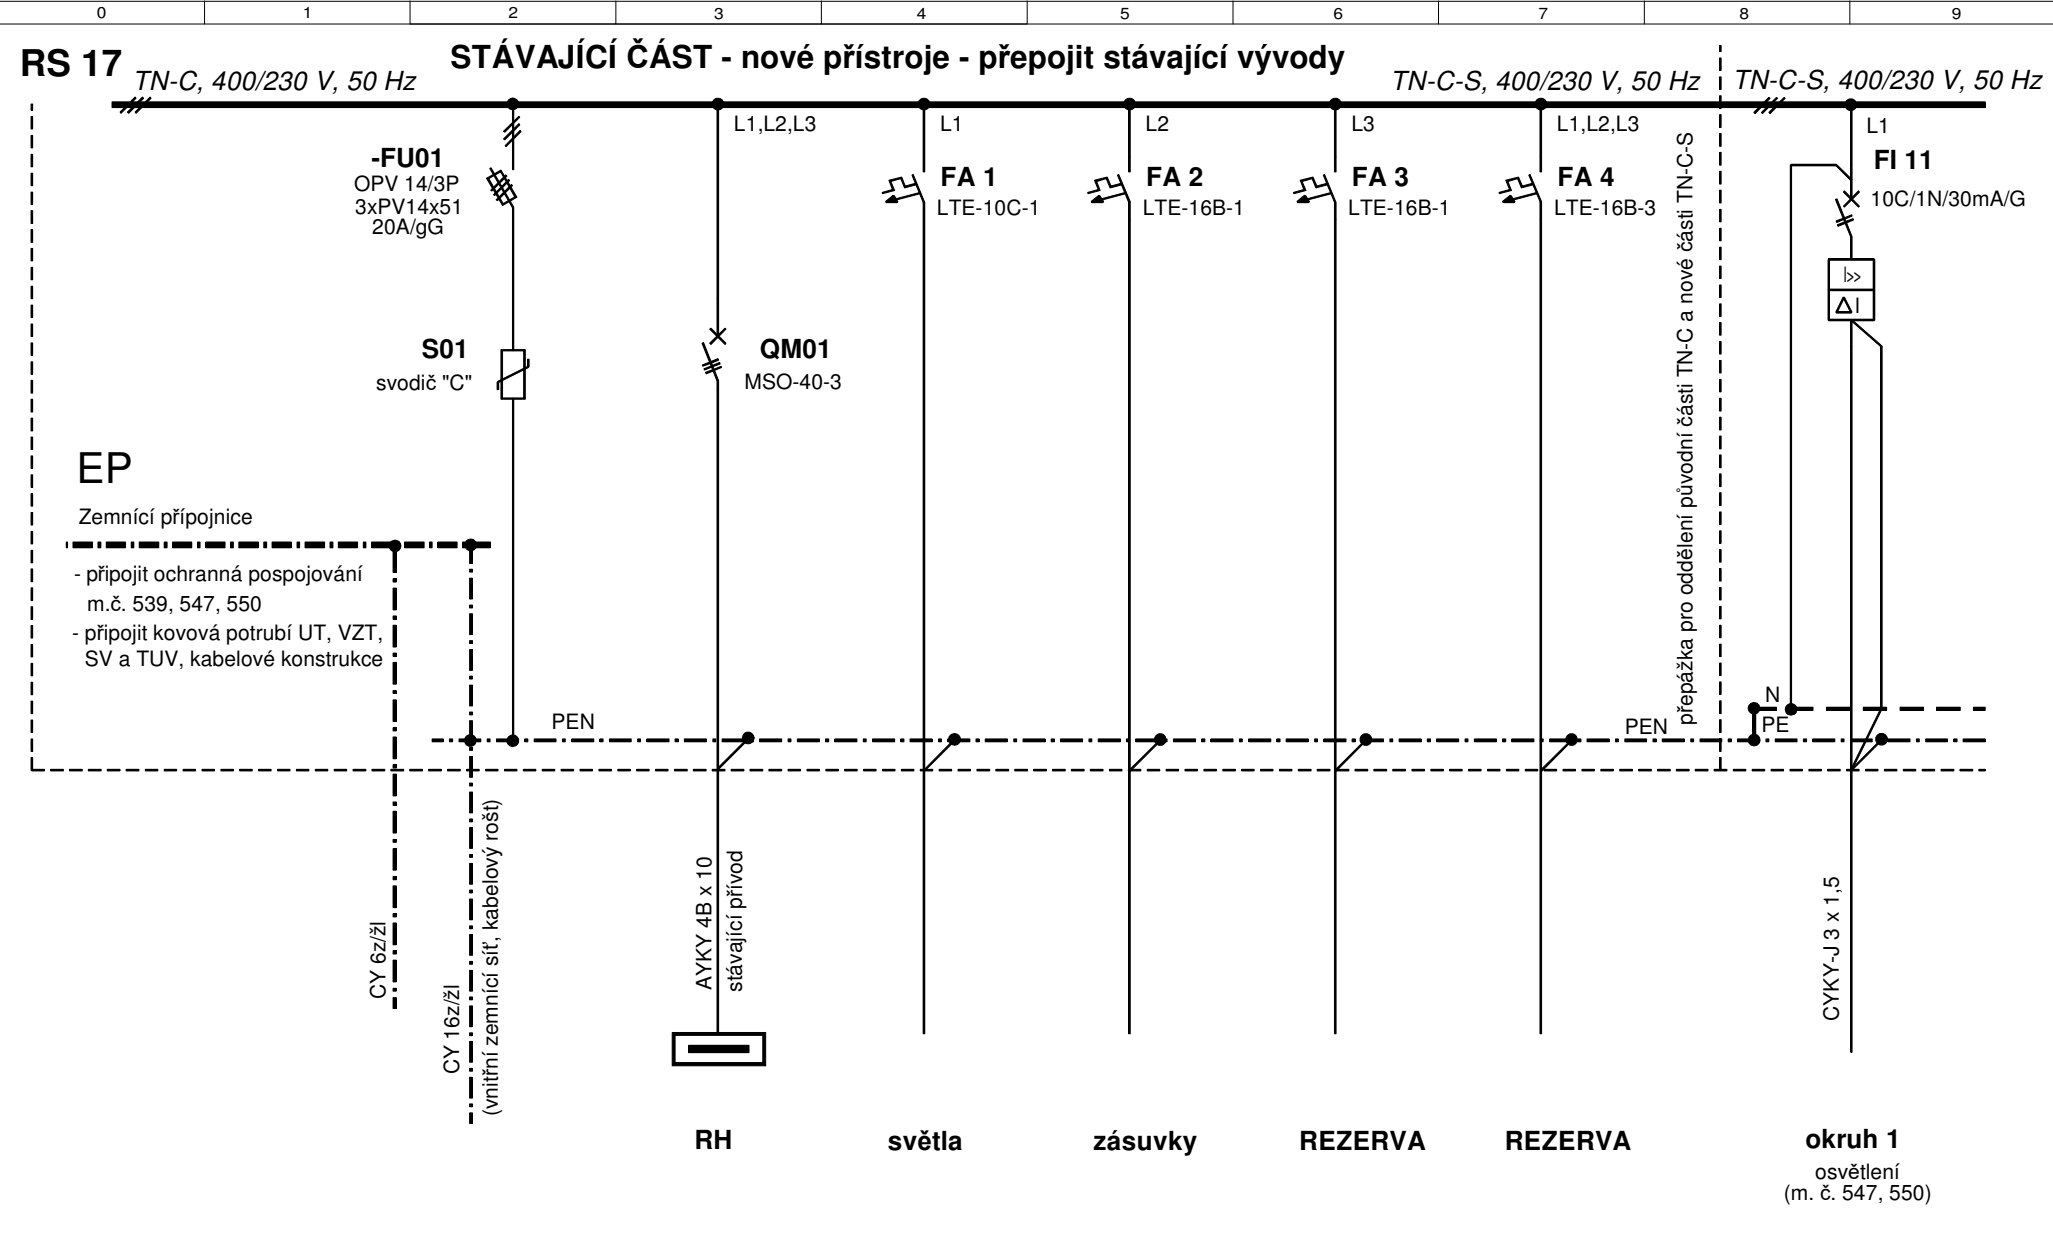 0 1 2 3 4 5 6 7 8 9
RS 17
STÁVAJÍCÍ ČÁST - nové přístroje - přepojit stávající vývody
TN-C, 400/230 V, 50 Hz
TN-C-S, 400/230 V, 50 Hz
TN-C-S, 400/230 V, 50 Hz
-FU01
OPV 14/3P
3xPV14x51
20A/gG
S01
svodič "C"
L1,L2,L3
QM01
MSO-40-3
L1
FA 1
LTE-10C-1
L2
FA 2
LTE-16B-1
L3
FA 3
LTE-16B-1
L1,L2,L3
FA 4
LTE-16B-3
přepážka pro oddělení původní části TN-C a nové části TN-C-S
L1
FI 11
10C/1N/30mA/G
I>>
ΔI
EP
Zemnící přípojnice
- připojit ochranná pospojování
m.č. 539, 547, 550
- připojit kovová potrubí UT, VZT,
SV a TUV, kabelové konstrukce
PEN
PEN
N
PE
CY 6z/žl
CY 16z/žl
(vnitřní zemnící síť, kabelový rošt)
AYKY 4B x 10
stávající přívod
CYKY-J 3 x 1,5
RH
světla
zásuvky
REZERVA
REZERVA
okruh 1
osvětlení
(m. č. 547, 550)